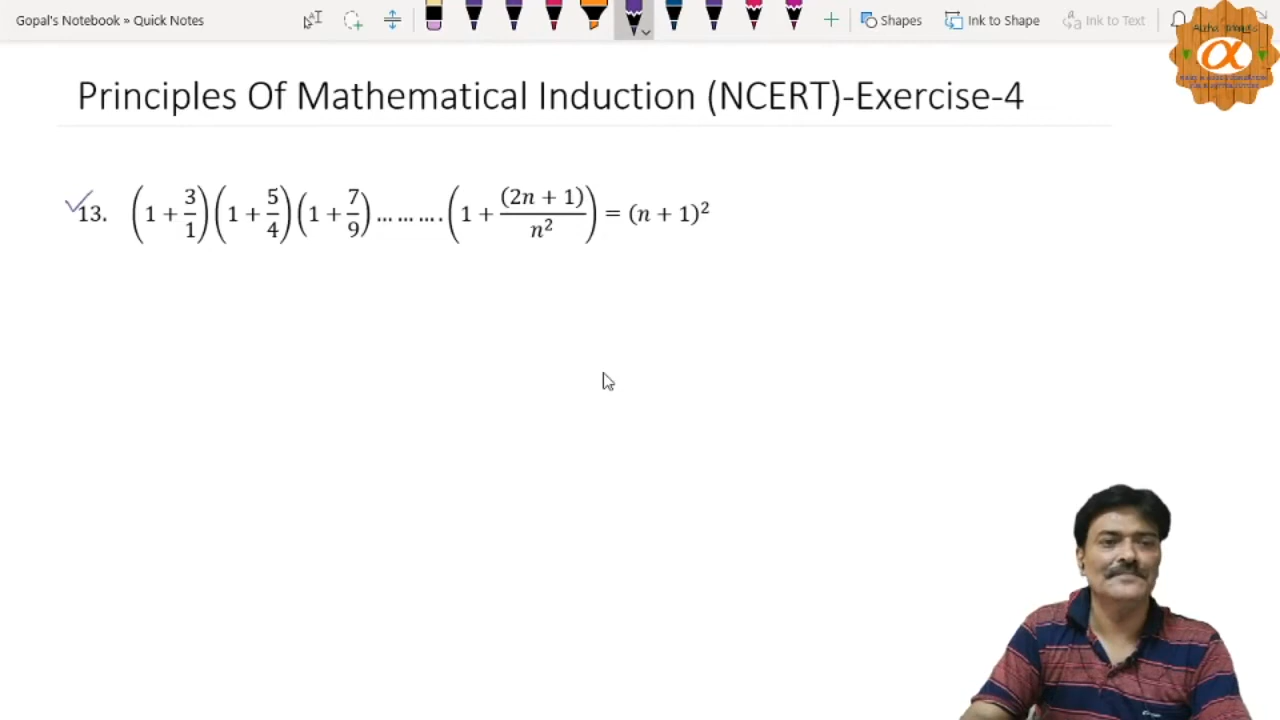 Gopal's Notebook » Quick Notes
Shapes
Ink to Shape
Ink to Text
Principles Of Mathematical Induction (NCERT)-Exercise-4
13. (1 + 3/1)(1 + 5/4)(1 + 7/9)... ... ... .(1 + (2n + 1)/n²) = (n + 1)²
α